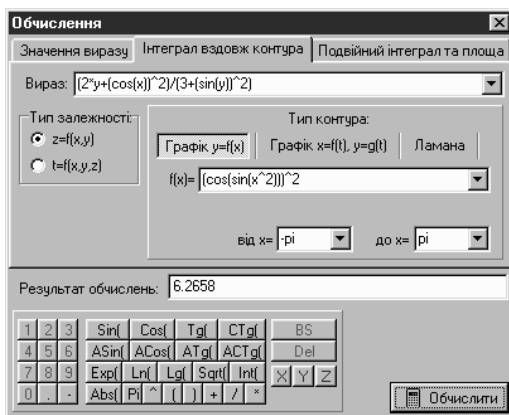 Обчислення
Значення виразу Інтеграл вздовж контура Подвійний інтеграл та площа
Вираз: (2*y+(cos(x))^2)/(3+(sin(y))^2)
Тип залежності:
z=f(x,y)
t=f(x,y,z)
Тип контура:
Графік y=f(x) Графік x=f(t), y=g(t) Ламана
f(x)= (cos(sin(x^2)))^2
від x= -pi до x= pi
Результат обчислень: 6.2658
1 2 3 Sin( Cos( Tg( CTg( BS
4 5 6 ASin( ACos( ATg( ACTg( Del
7 8 9 Exp( Ln( Lg( Sqrt( Int( X Y Z
0 . - Abs( Pi ^ ( ) + / *
Обчислити